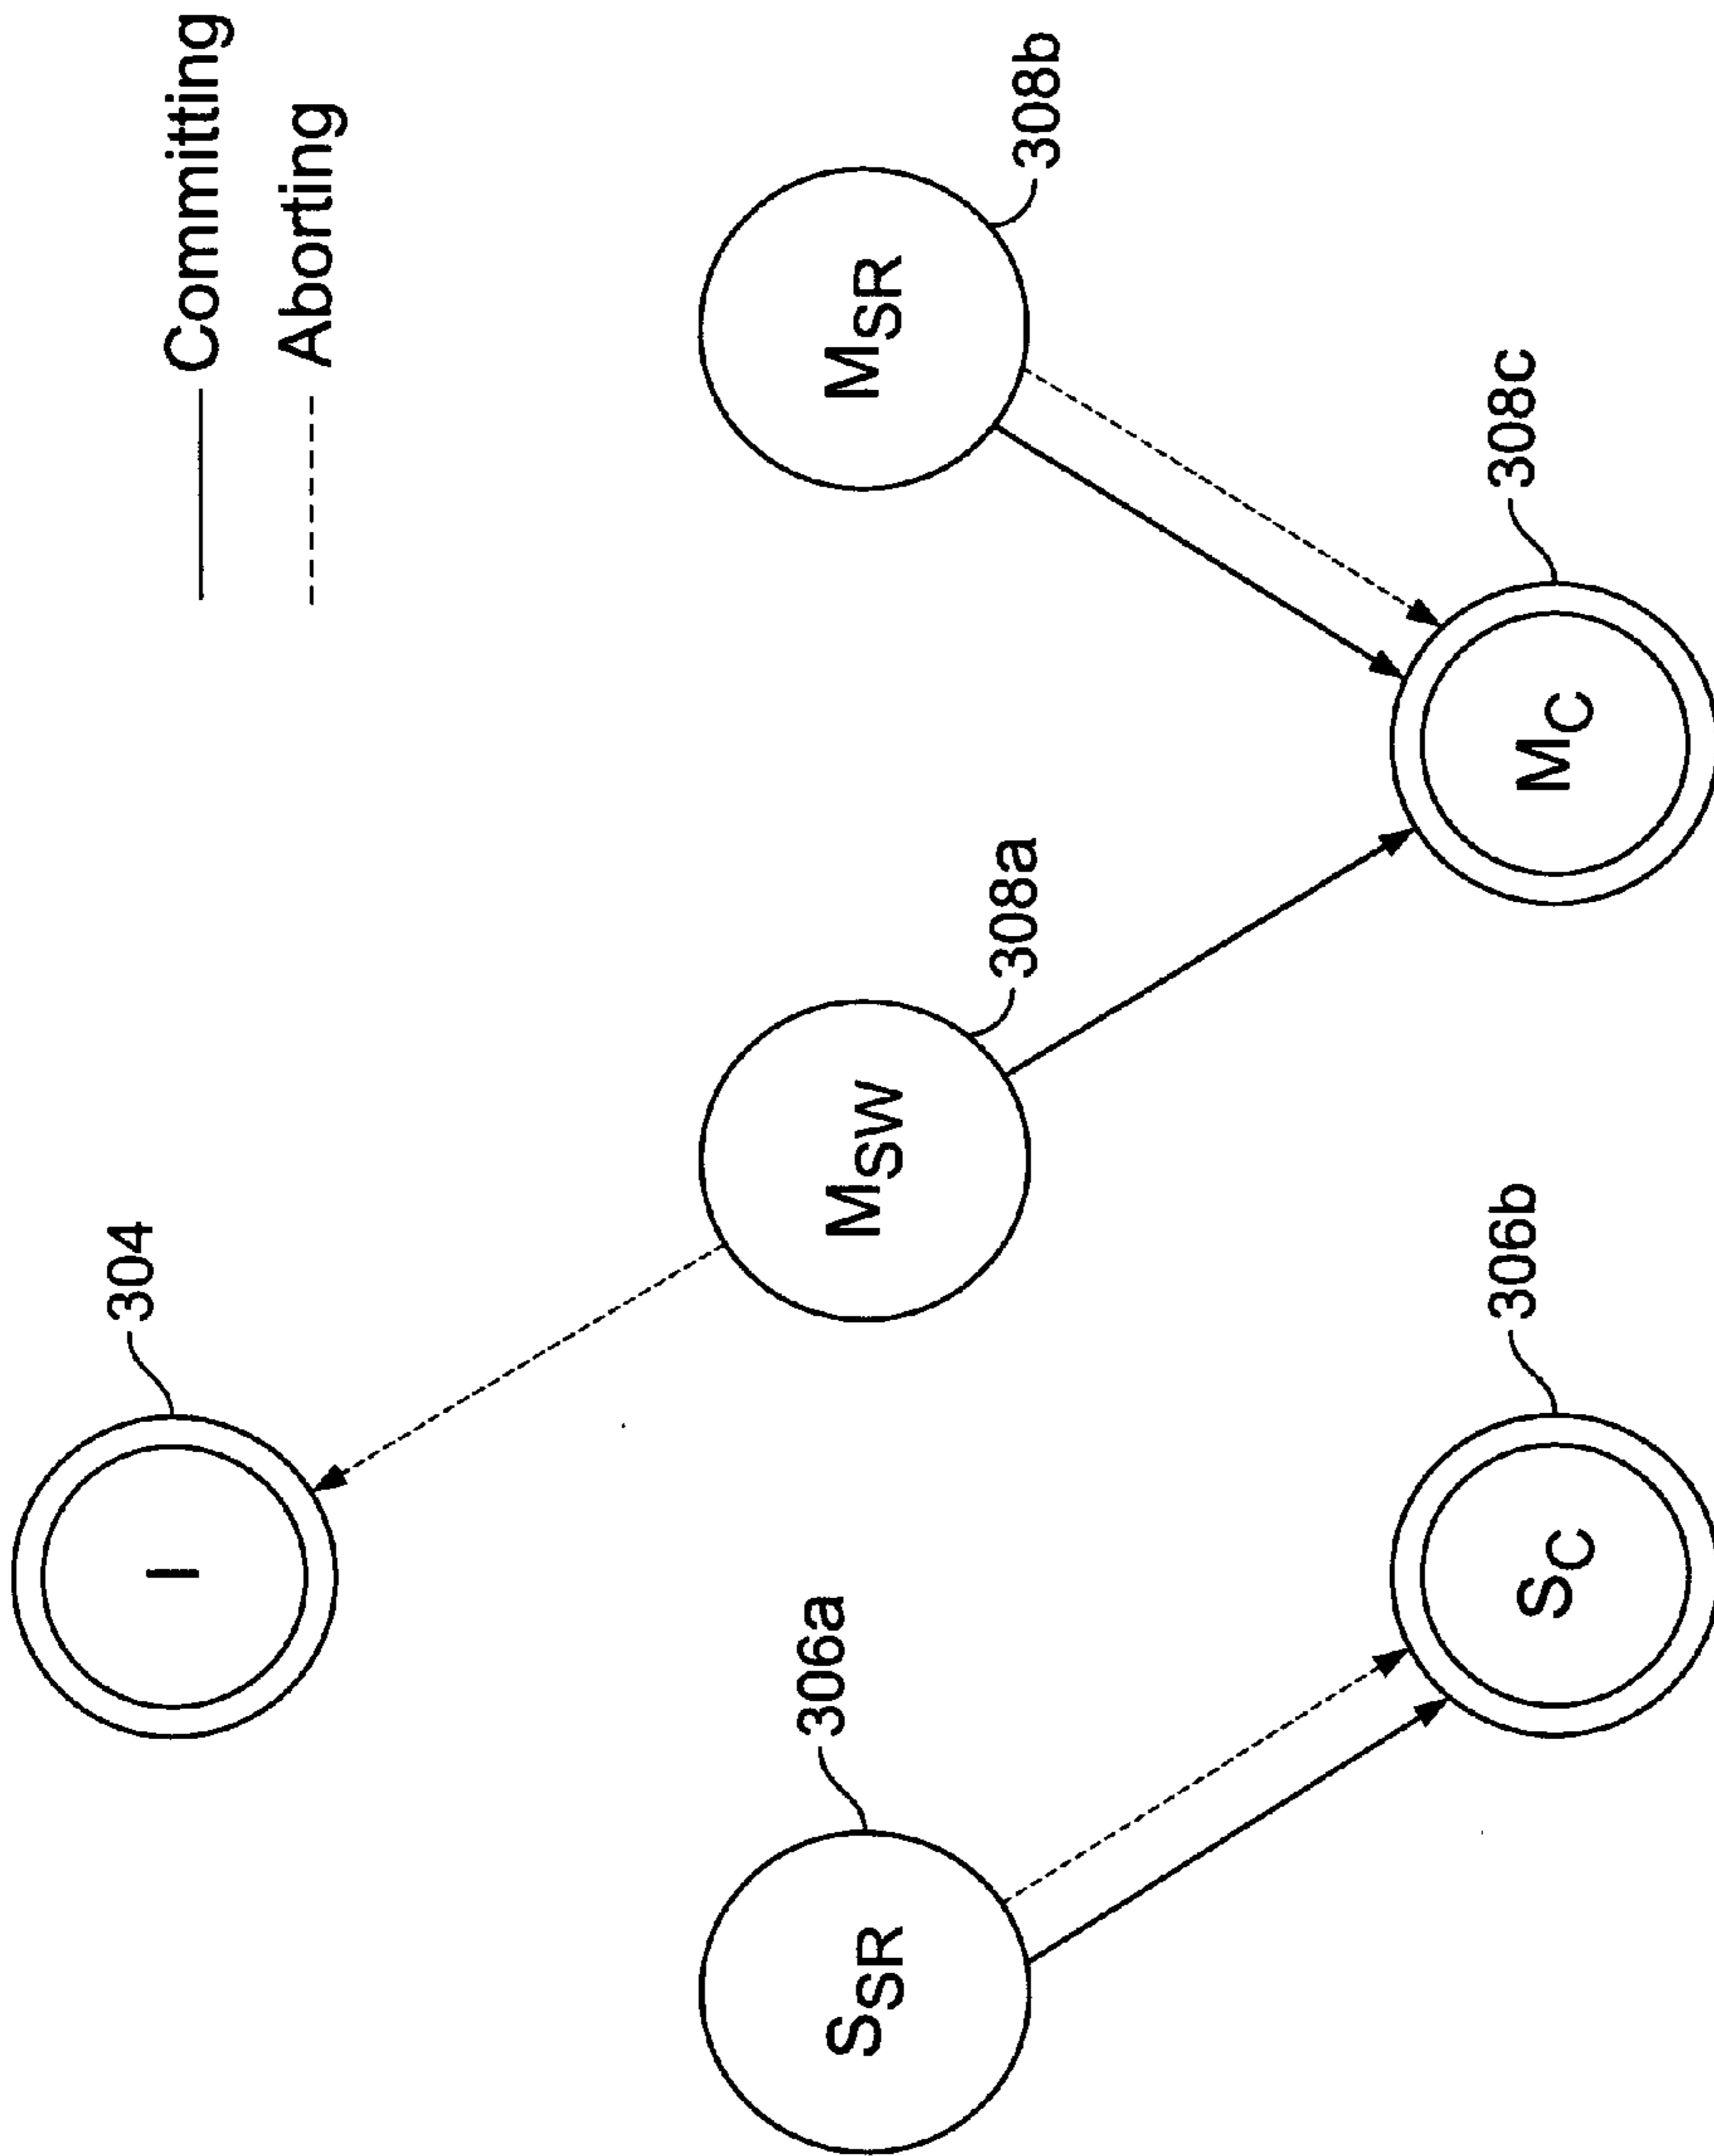 Committing
Aborting
304
I
306a
SSR
308a
MSW
308b
MSR
306b
SC
308c
MC